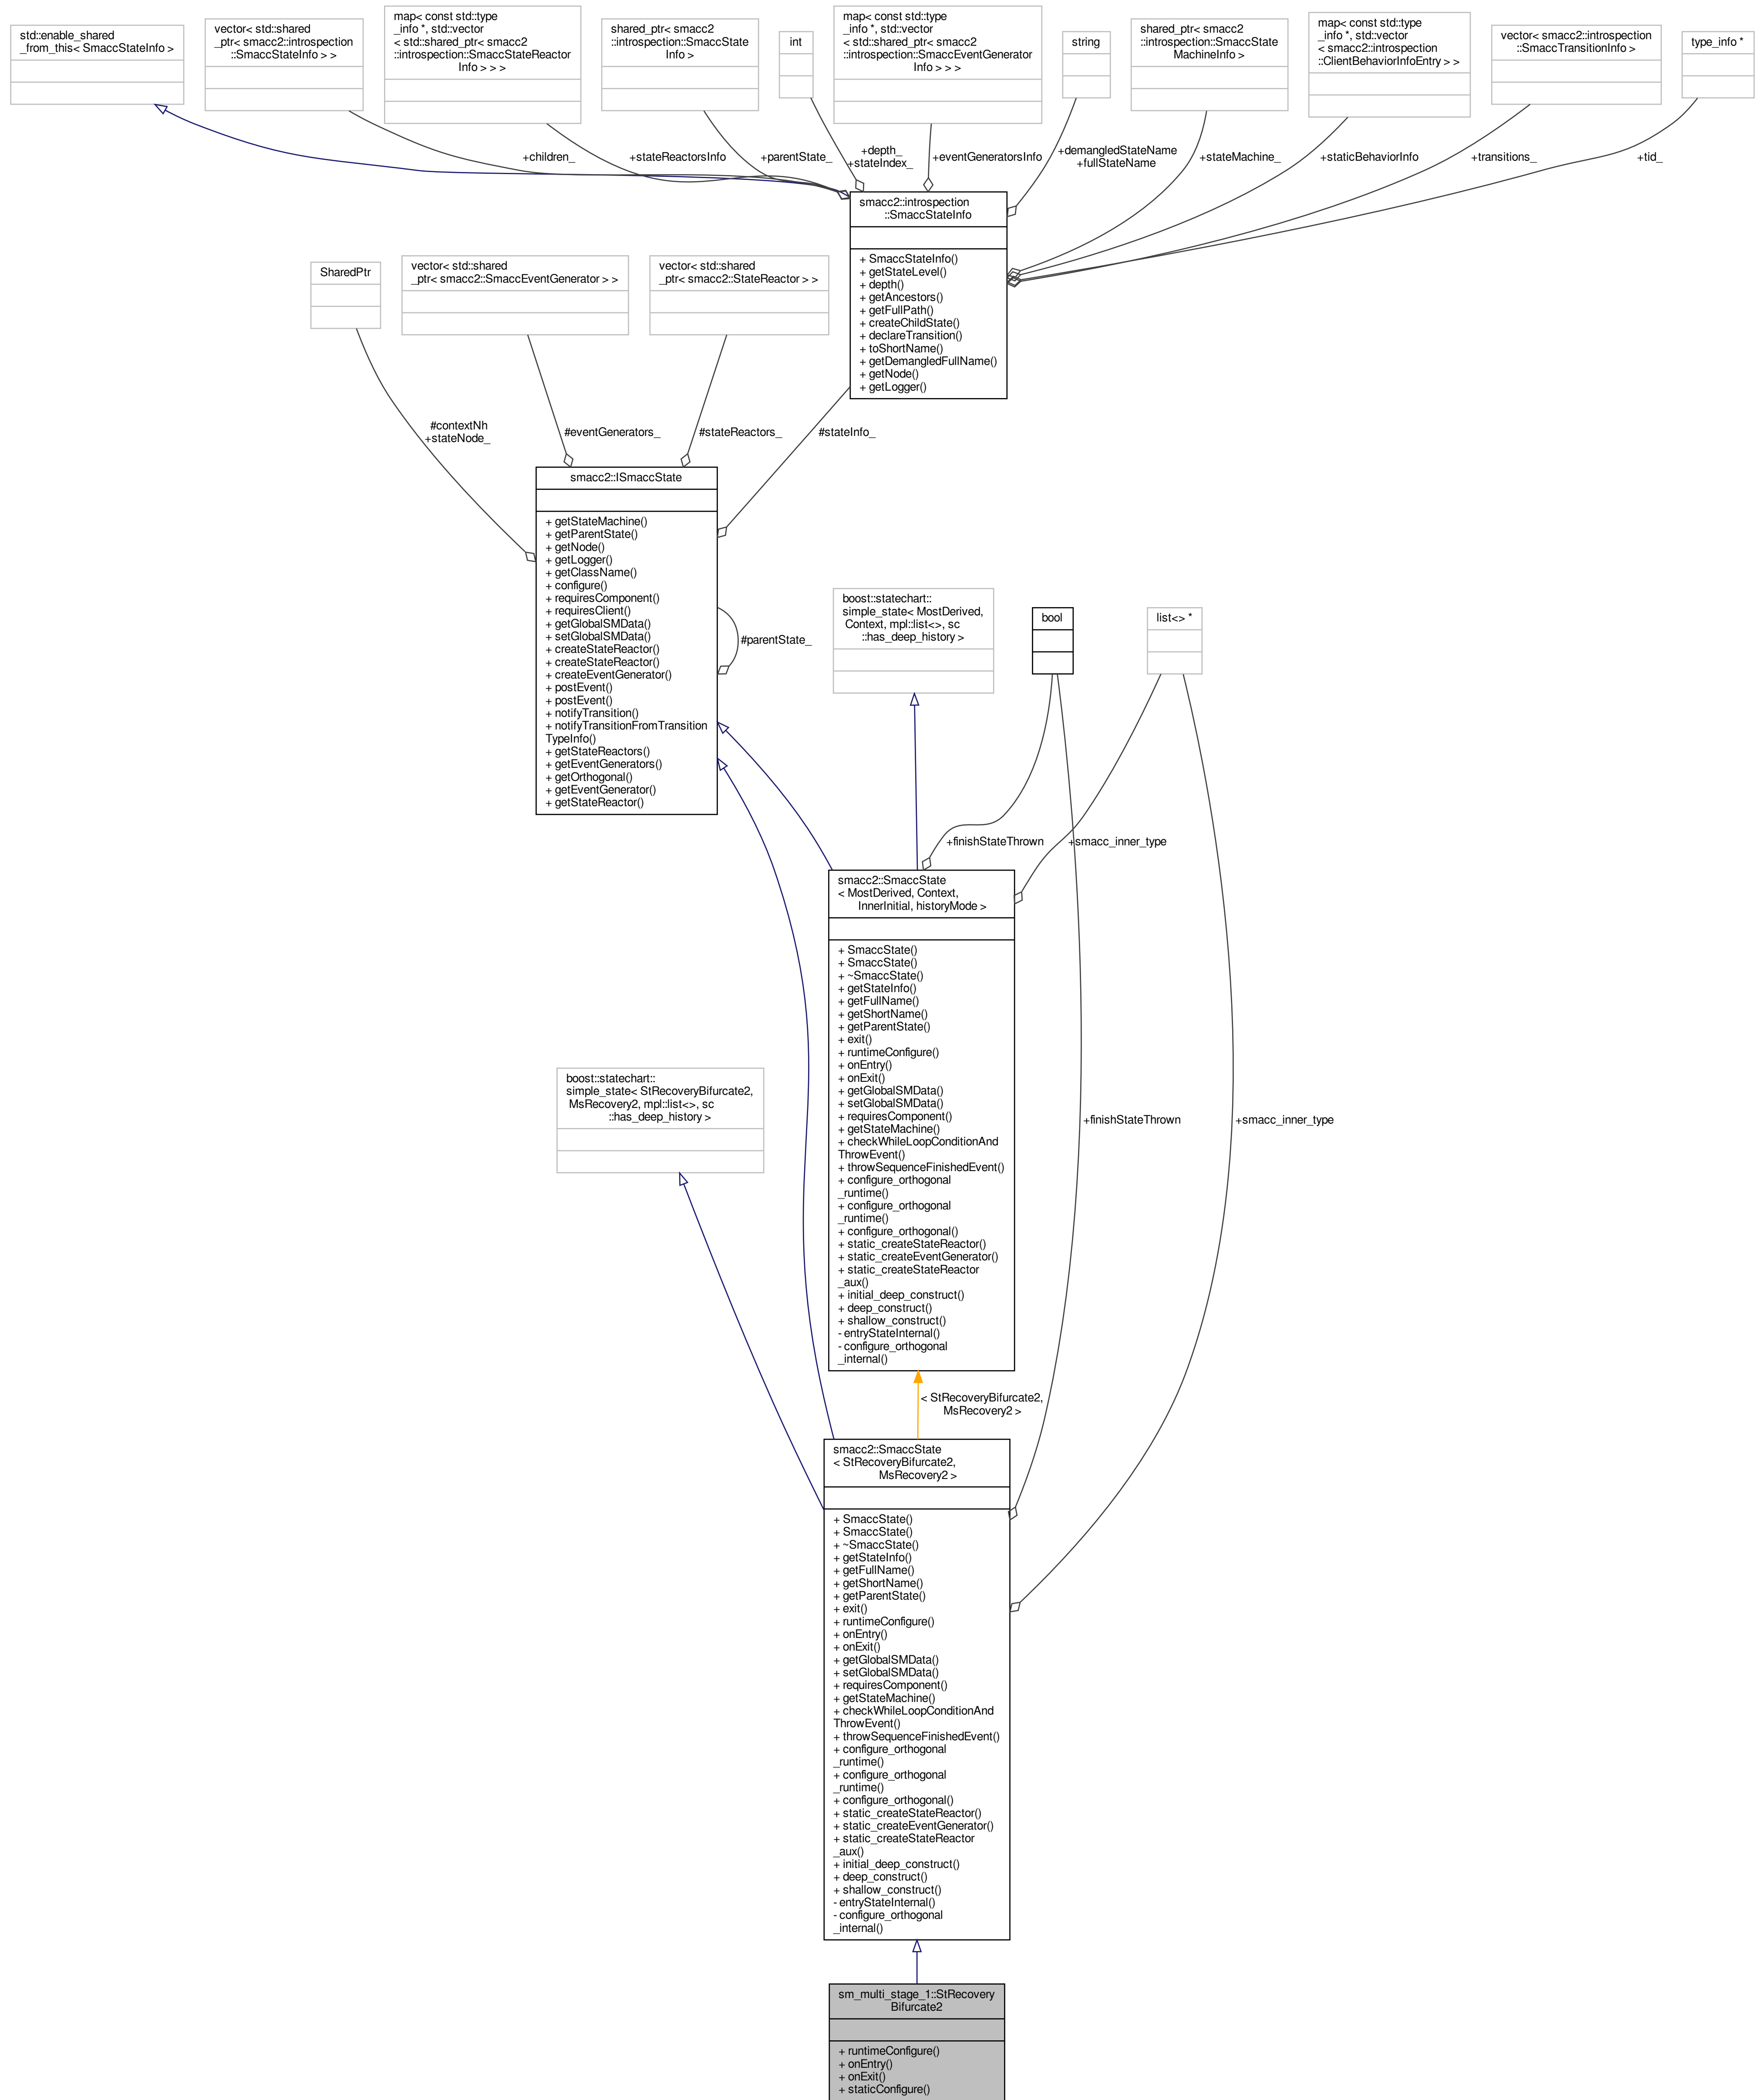 std::enable_shared
_from_this< SmaccStateInfo >
vector< std::shared
_ptr< smacc2::introspection
::SmaccStateInfo > >
map< const std::type
_info *, std::vector
< std::shared_ptr< smacc2
::introspection::SmaccStateReactor
Info > > >
shared_ptr< smacc2
::introspection::SmaccState
Info >
int
map< const std::type
_info *, std::vector
< std::shared_ptr< smacc2
::introspection::SmaccEventGenerator
Info > > >
string
shared_ptr< smacc2
::introspection::SmaccState
MachineInfo >
map< const std::type
_info *, std::vector
< smacc2::introspection
::ClientBehaviorInfoEntry > >
vector< smacc2::introspection
::SmaccTransitionInfo >
type_info *
+children_
+stateReactorsInfo
+parentState_
+depth_
+stateIndex_
+eventGeneratorsInfo
+demangledStateName
+fullStateName
+stateMachine_
+staticBehaviorInfo
+transitions_
+tid_
smacc2::introspection
::SmaccStateInfo
+ SmaccStateInfo()
+ getStateLevel()
+ depth()
+ getAncestors()
+ getFullPath()
+ createChildState()
+ declareTransition()
+ toShortName()
+ getDemangledFullName()
+ getNode()
+ getLogger()
SharedPtr
vector< std::shared
_ptr< smacc2::SmaccEventGenerator > >
vector< std::shared
_ptr< smacc2::StateReactor > >
#contextNh
+stateNode_
#eventGenerators_
#stateReactors_
#stateInfo_
smacc2::ISmaccState
+ getStateMachine()
+ getParentState()
+ getNode()
+ getLogger()
+ getClassName()
+ configure()
+ requiresComponent()
+ requiresClient()
+ getGlobalSMData()
+ setGlobalSMData()
+ createStateReactor()
+ createStateReactor()
+ createEventGenerator()
+ postEvent()
+ postEvent()
+ notifyTransition()
+ notifyTransitionFromTransition
TypeInfo()
+ getStateReactors()
+ getEventGenerators()
+ getOrthogonal()
+ getEventGenerator()
+ getStateReactor()
#parentState_
boost::statechart::
simple_state< MostDerived,
Context, mpl::list<>, sc
::has_deep_history >
bool
list<> *
+finishStateThrown
+smacc_inner_type
smacc2::SmaccState
< MostDerived, Context,
InnerInitial, historyMode >
+ SmaccState()
+ SmaccState()
+ ~SmaccState()
+ getStateInfo()
+ getFullName()
+ getShortName()
+ getParentState()
+ exit()
+ runtimeConfigure()
+ onEntry()
+ onExit()
+ getGlobalSMData()
+ setGlobalSMData()
+ requiresComponent()
+ getStateMachine()
+ checkWhileLoopConditionAnd
ThrowEvent()
+ throwSequenceFinishedEvent()
+ configure_orthogonal
_runtime()
+ configure_orthogonal
_runtime()
+ configure_orthogonal()
+ static_createStateReactor()
+ static_createEventGenerator()
+ static_createStateReactor
_aux()
+ initial_deep_construct()
+ deep_construct()
+ shallow_construct()
- entryStateInternal()
- configure_orthogonal
_internal()
boost::statechart::
simple_state< StRecoveryBifurcate2,
MsRecovery2, mpl::list<>, sc
::has_deep_history >
+finishStateThrown
+smacc_inner_type
< StRecoveryBifurcate2,
MsRecovery2 >
smacc2::SmaccState
< StRecoveryBifurcate2,
MsRecovery2 >
+ SmaccState()
+ SmaccState()
+ ~SmaccState()
+ getStateInfo()
+ getFullName()
+ getShortName()
+ getParentState()
+ exit()
+ runtimeConfigure()
+ onEntry()
+ onExit()
+ getGlobalSMData()
+ setGlobalSMData()
+ requiresComponent()
+ getStateMachine()
+ checkWhileLoopConditionAnd
ThrowEvent()
+ throwSequenceFinishedEvent()
+ configure_orthogonal
_runtime()
+ configure_orthogonal
_runtime()
+ configure_orthogonal()
+ static_createStateReactor()
+ static_createEventGenerator()
+ static_createStateReactor
_aux()
+ initial_deep_construct()
+ deep_construct()
+ shallow_construct()
- entryStateInternal()
- configure_orthogonal
_internal()
sm_multi_stage_1::StRecovery
Bifurcate2
+ runtimeConfigure()
+ onEntry()
+ onExit()
+ staticConfigure()